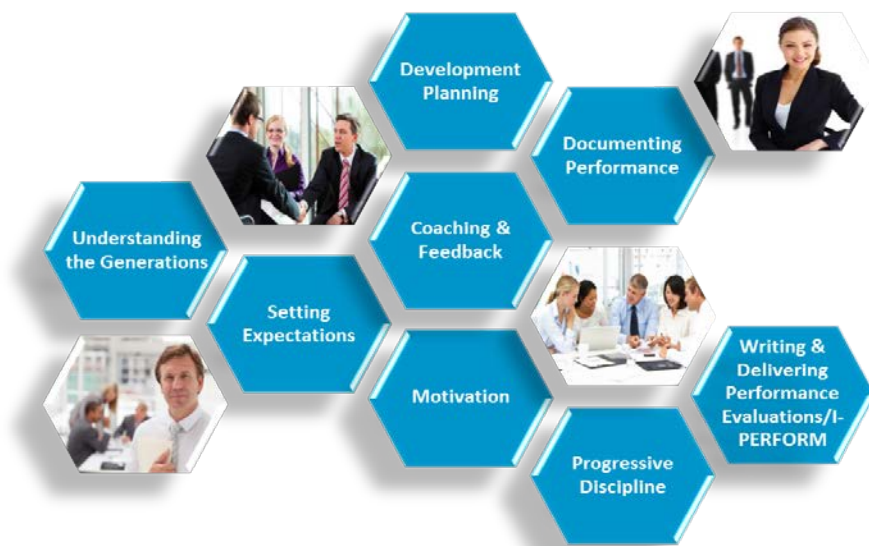 Development
Planning
Documenting
Performance
Understanding
the Generations
Coaching &
Feedback
Setting
Expectations
Motivation
Writing &
Delivering
Performance
Evaluations/I-
PERFORM
Progressive
Discipline